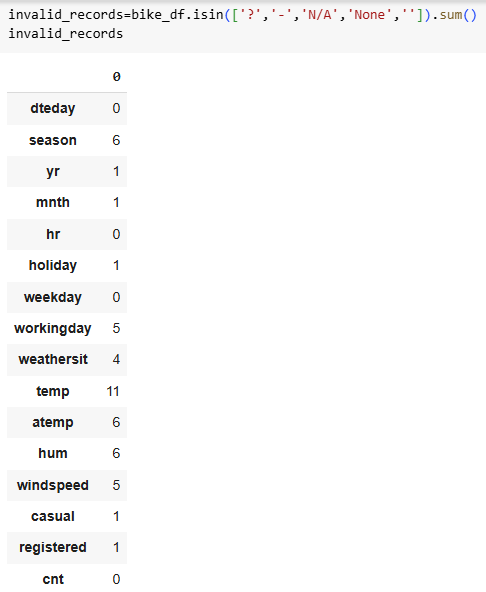 invalid_records=bike_df.isin(['?','-','N/A','None','']).sum()
invalid_records
0
dteday 0
season 6
yr 1
mnth 1
hr 0
holiday 1
weekday 0
workingday 5
weathersit 4
temp 11
atemp 6
hum 6
windspeed 5
casual 1
registered 1
cnt 0